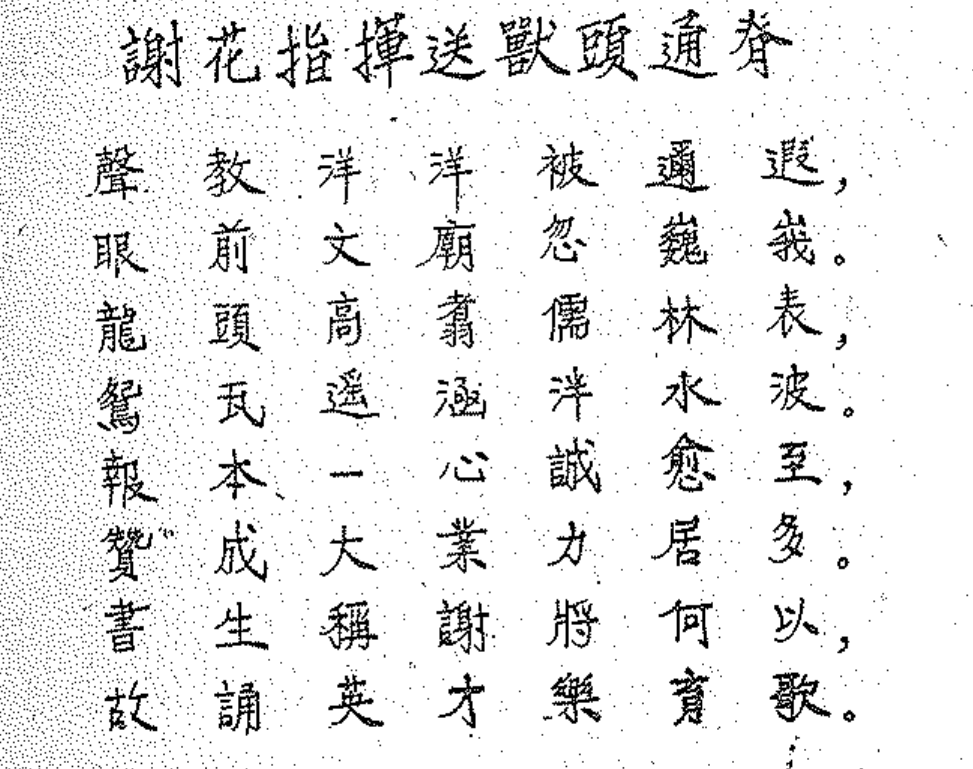 謝花指揮送獸頭通脊
聲教洋洋被邇遐，
眼前文廟忽巍峩。
龍頭高翥儒林表，
鴛瓦遥涵泮水波。
報本一心誠愈至，
贊成大業力居多。
書生稱謝將何以，
故誦英才樂育歌。